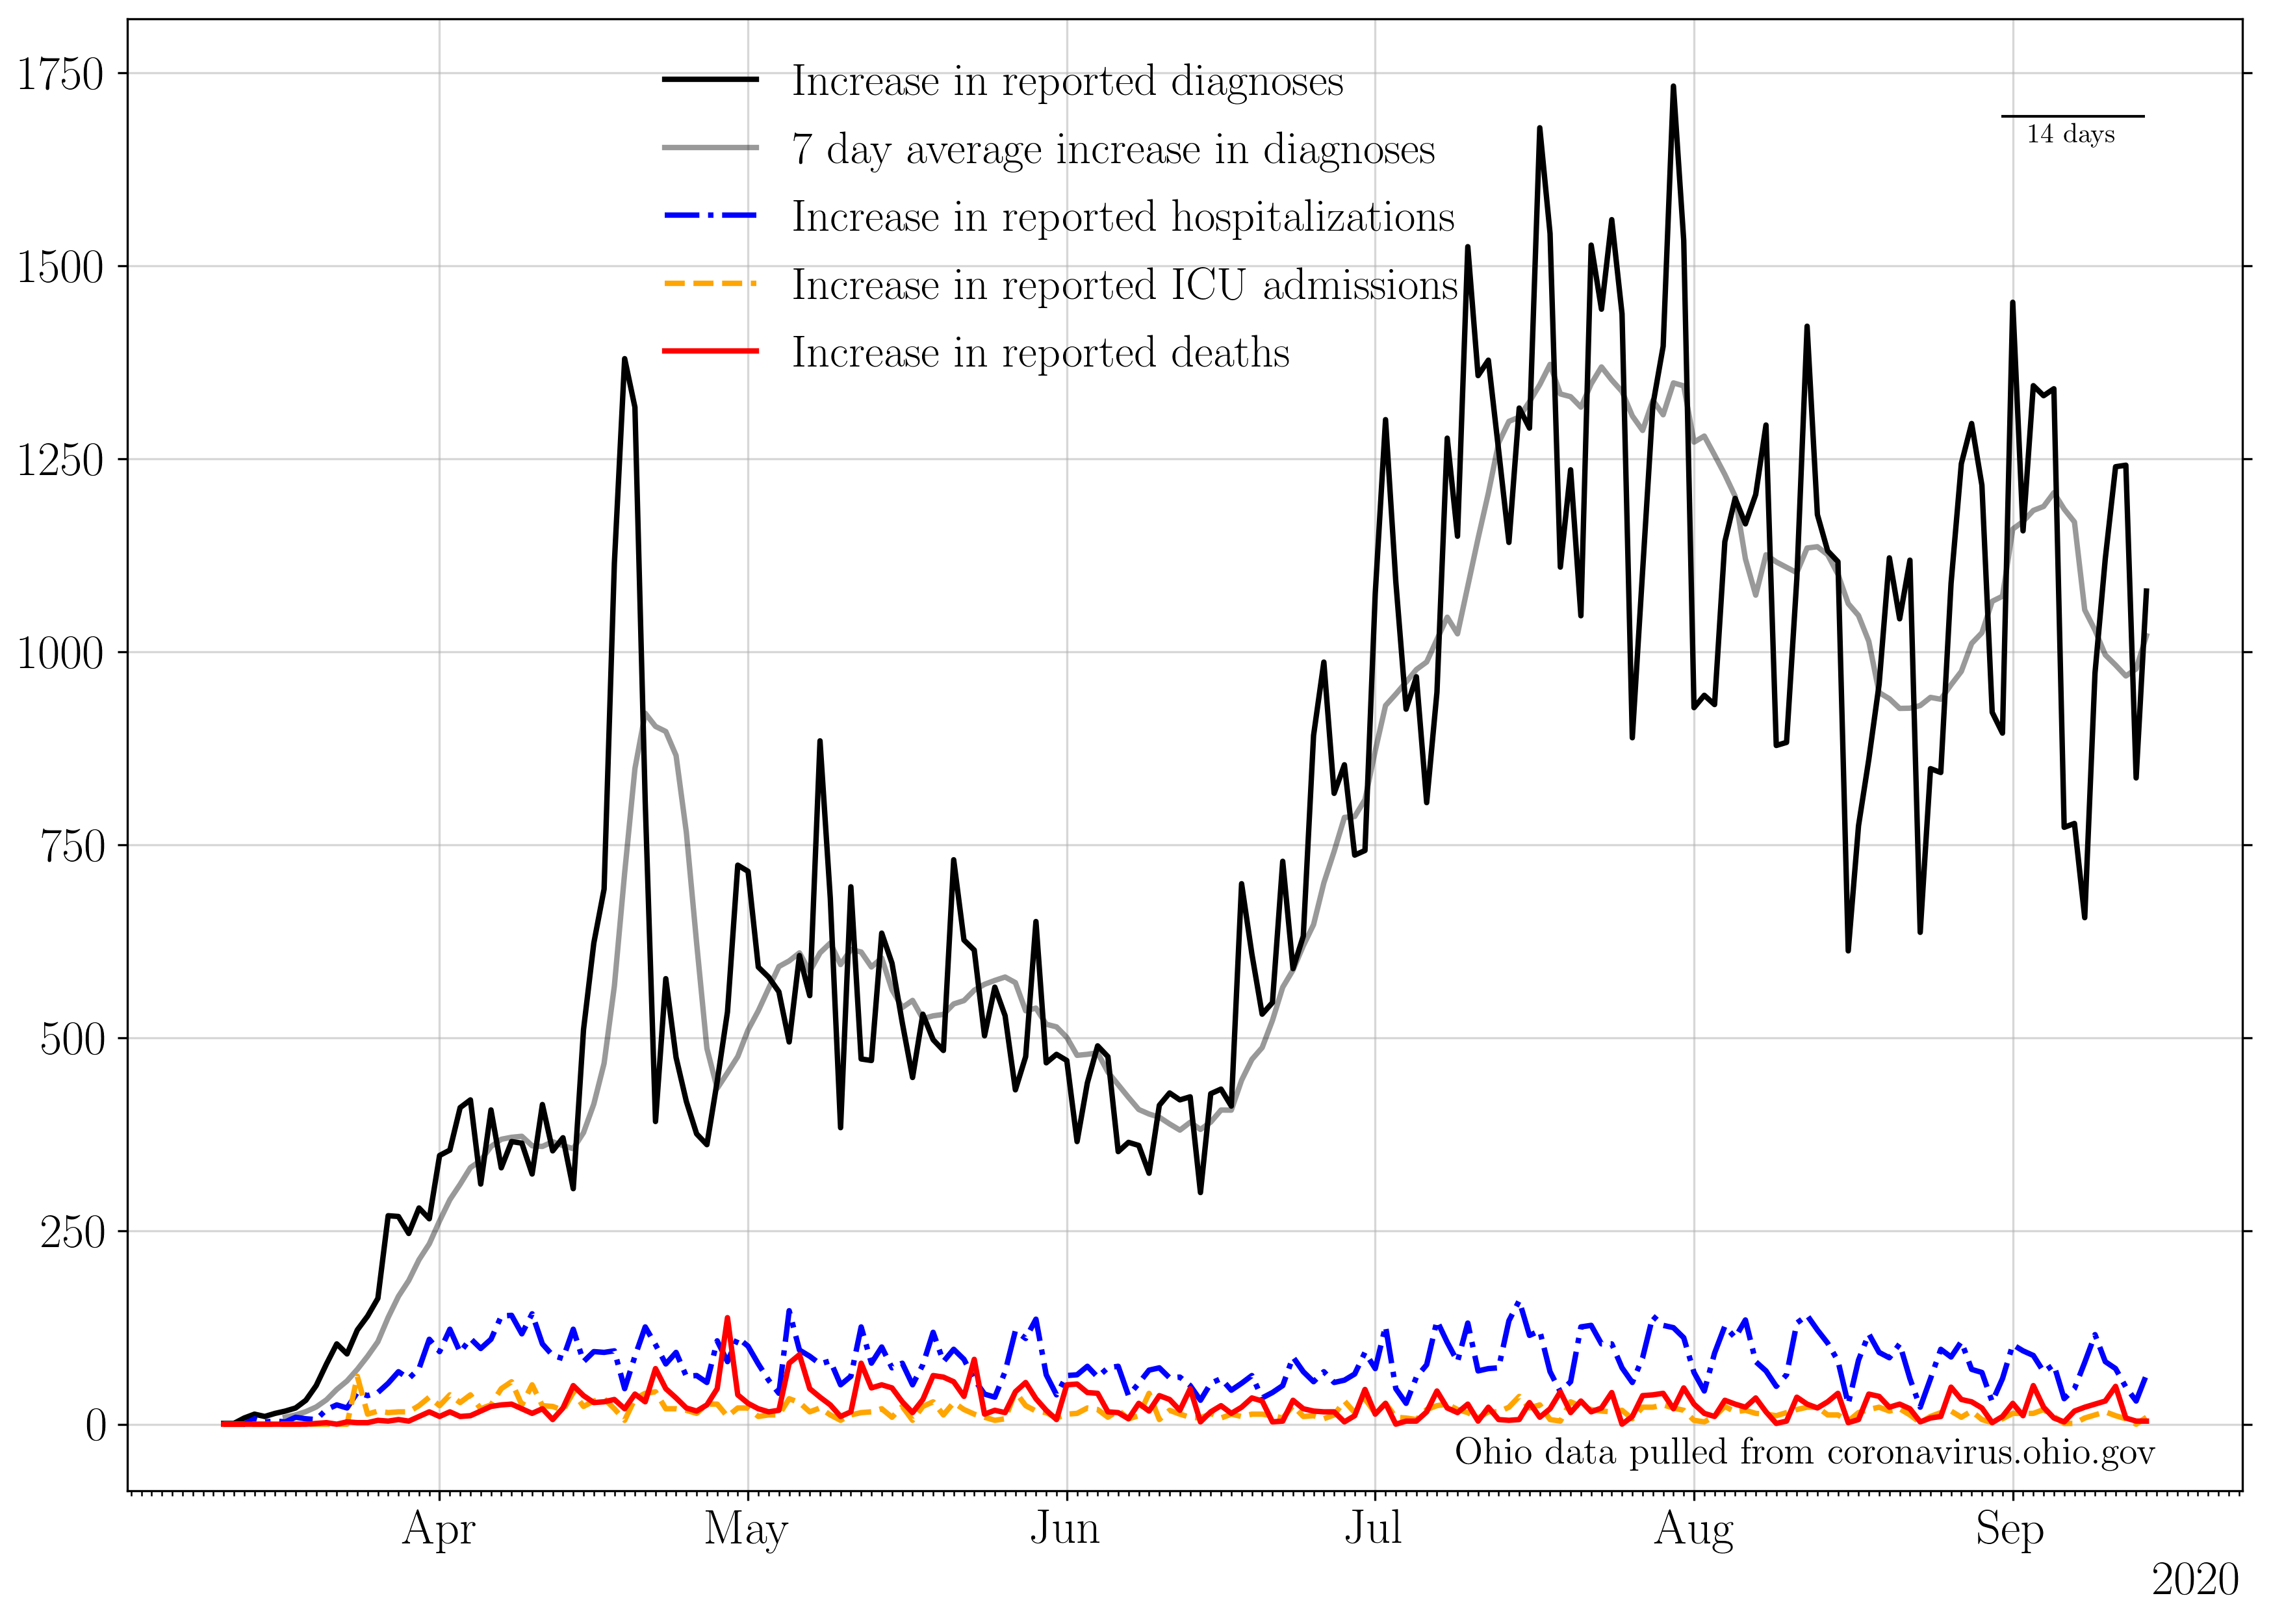 1750
1500
1250
1000
750
500
250
0
Increase in reported diagnoses
7 day average increase in diagnoses
Increase in reported hospitalizations
Increase in reported ICU admissions
Increase in reported deaths
14 days
Ohio data pulled from coronavirus.ohio.gov
Apr May Jun Jul Aug Sep
2020